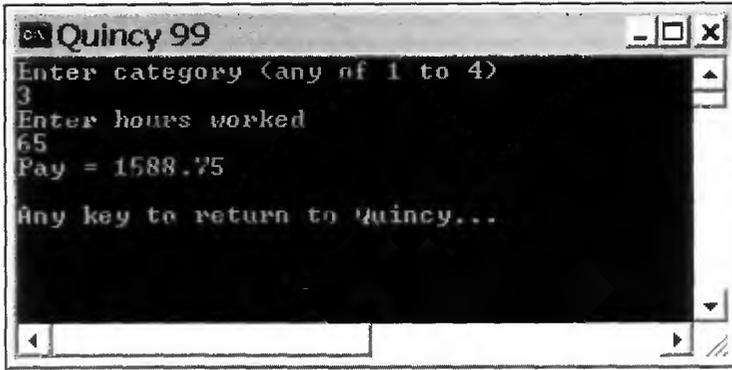 Quincy 99
Enter category (any of 1 to 4)
3
Enter hours worked
65
Pay = 1588.75
Any key to return to Quincy...